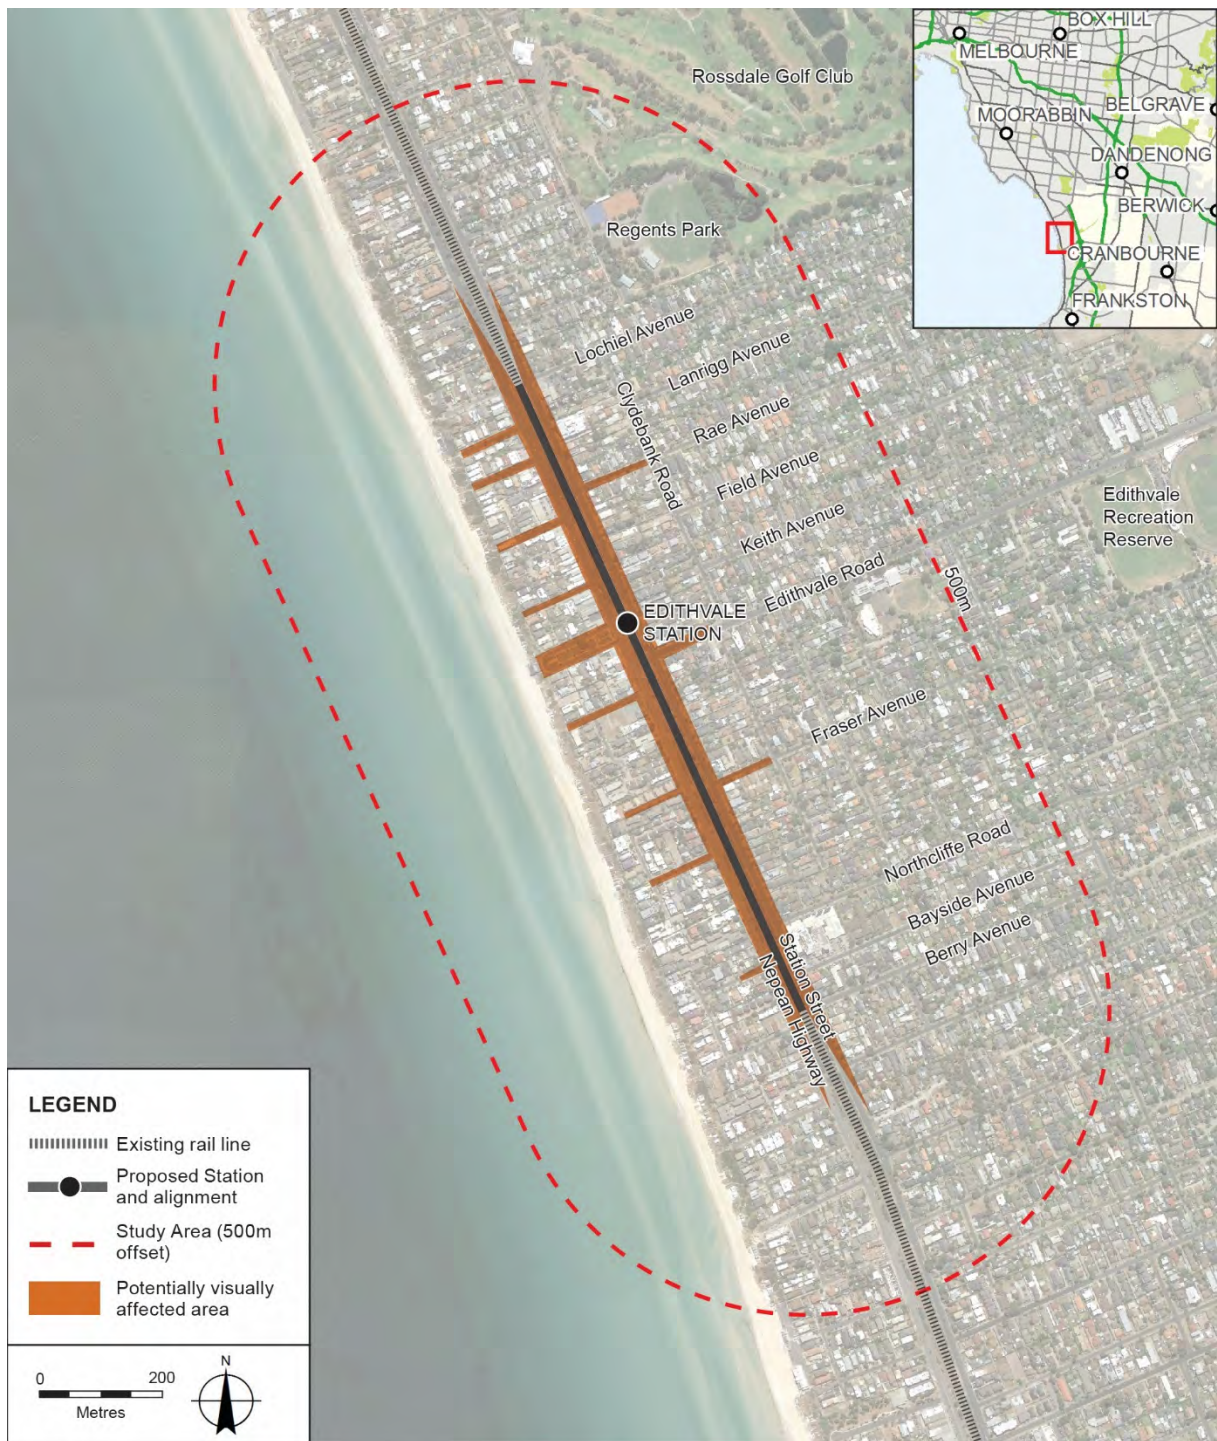 Rossdale Golf Club
BOX HILL
MELBOURNE
BELGRAVE
MOORABBIN
DANDENONG
BERWICK
CRANBOURNE
FRANKSTON
Regents Park
Lochiel Avenue
Lanrigg Avenue
Clydebank Road
Rae Avenue
Field Avenue
Keith Avenue
Edithvale Road
Edithvale
Recreation
Reserve
500m
EDITHVALE
STATION
Fraser Avenue
Northcliffe Road
Bayside Avenue
Berry Avenue
Station Street
Nepean Highway
LEGEND
Existing rail line
Proposed Station
and alignment
Study Area (500m
offset)
Potentially visually
affected area
0 200
Metres
N